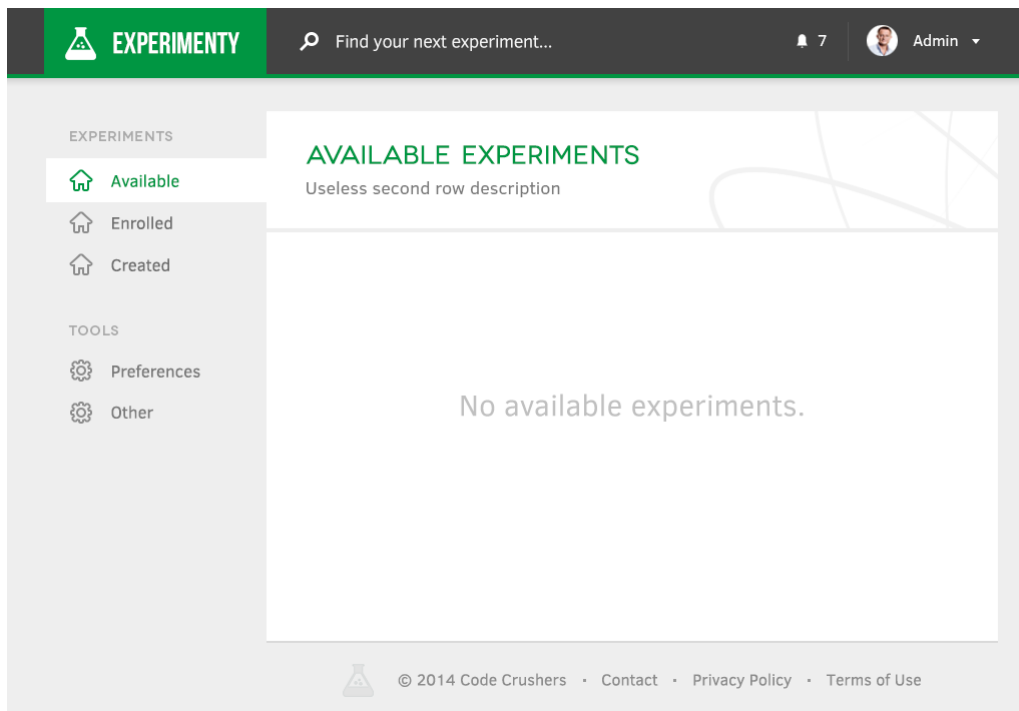 EXPERIMENTY
Find your next experiment...
7
Admin
EXPERIMENTS
Available
Enrolled
Created
TOOLS
Preferences
Other
AVAILABLE EXPERIMENTS
Useless second row description
No available experiments.
© 2014 Code Crushers · Contact · Privacy Policy · Terms of Use